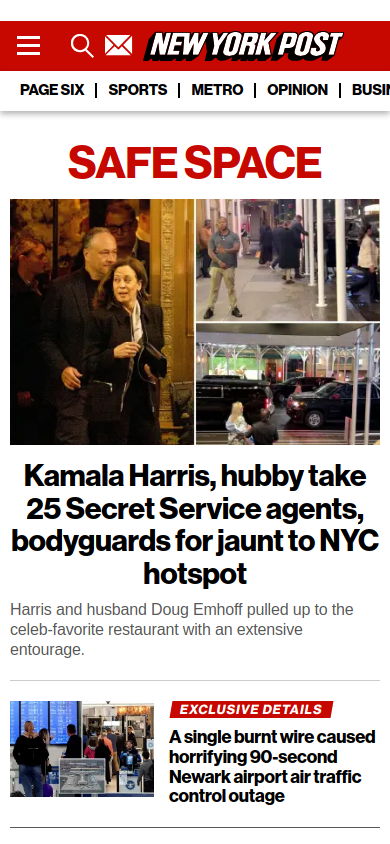 NEW YORK POST
PAGE SIX | SPORTS | METRO | OPINION | BUSI
SAFE SPACE
Kamala Harris, hubby take
25 Secret Service agents,
bodyguards for jaunt to NYC
hotspot
Harris and husband Doug Emhoff pulled up to the
celeb-favorite restaurant with an extensive
entourage.
EXCLUSIVE DETAILS
A single burnt wire caused
horrifying 90-second
Newark airport air traffic
control outage